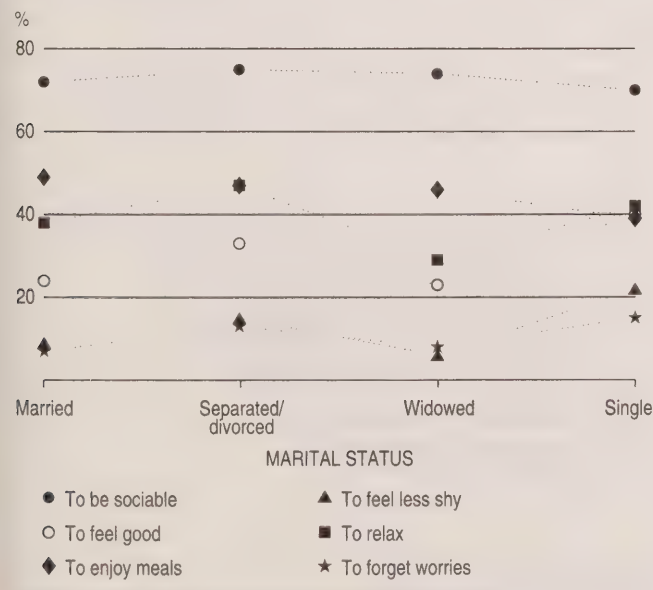 %
80
60
40
20
Married Separated/ Widowed Single
divorced
MARITAL STATUS
To be sociable To feel less shy
To feel good To relax
To enjoy meals To forget worries